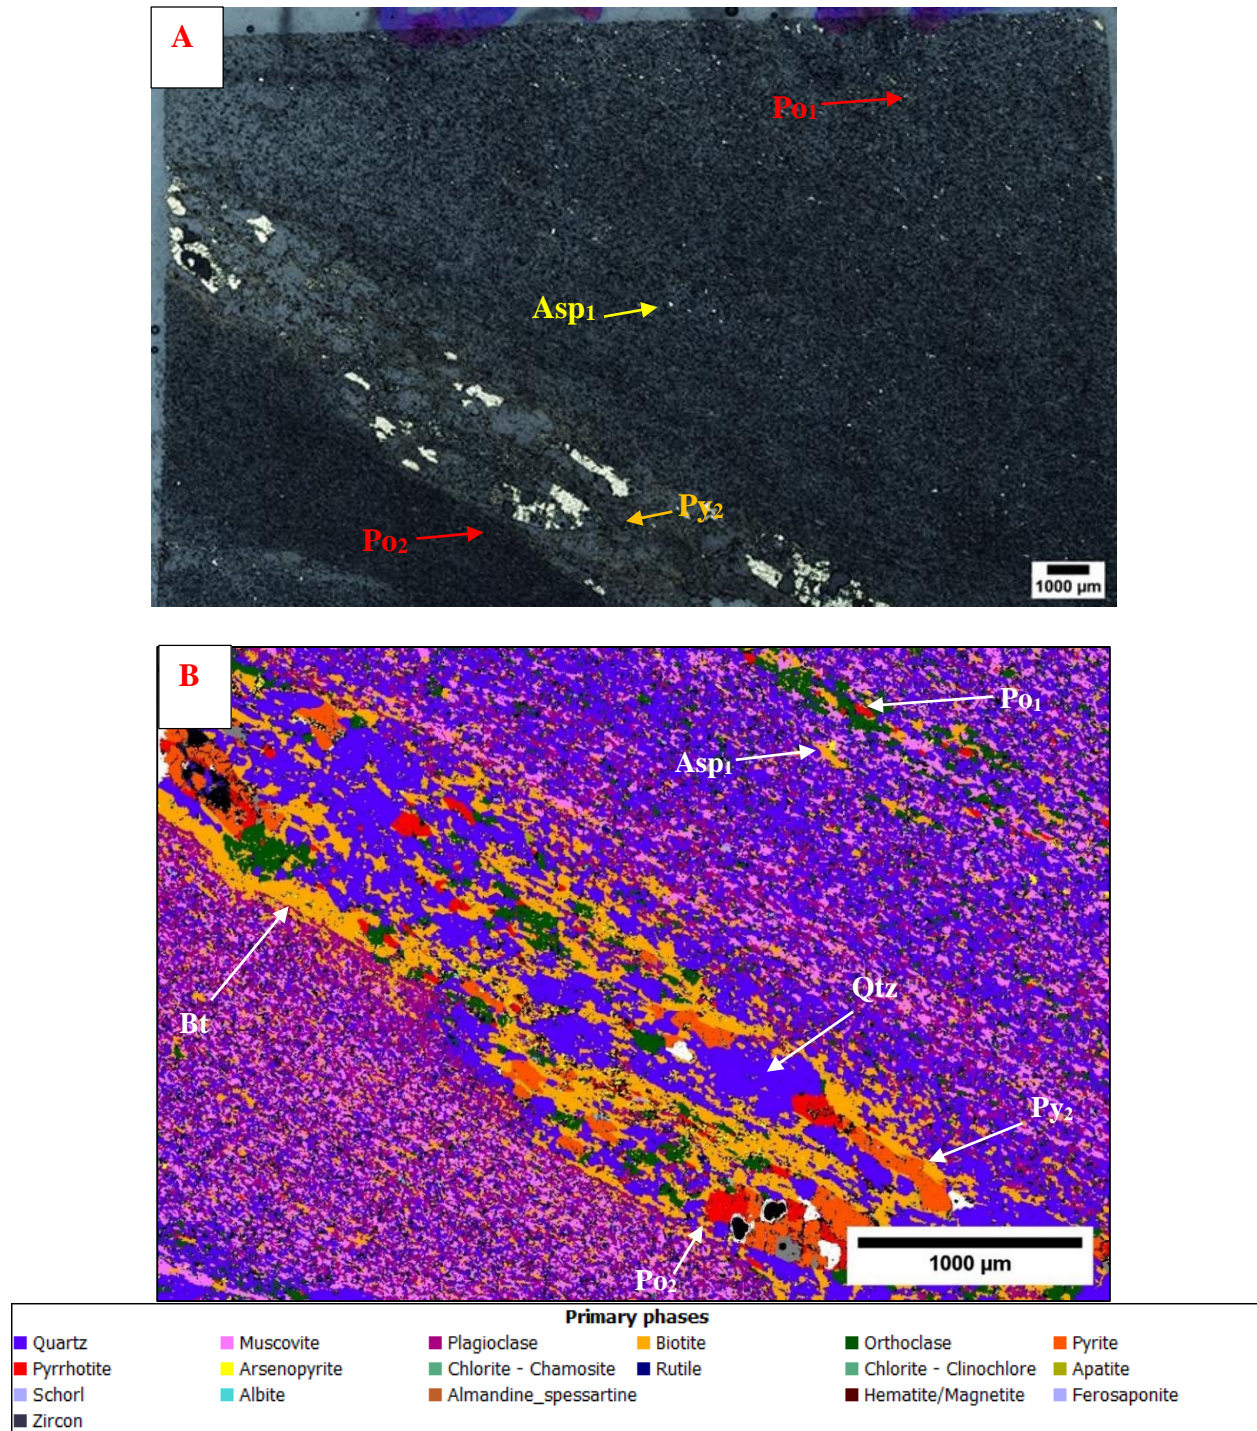 A
Po1
Asp1
Py2
Po2
1000 µm
B
Po1
Asp1
Qtz
Bt
Py2
1000 µm
Po2
Primary phases
Quartz Muscovite Plagioclase Biotite Orthoclase Pyrite
Pyrrhotite Arsenopyrite Chlorite - Chamosite Rutile Chlorite - Clinochlore Apatite
Schorl Albite Almandine_spessartine Hematite/Magnetite Ferosaponite
Zircon